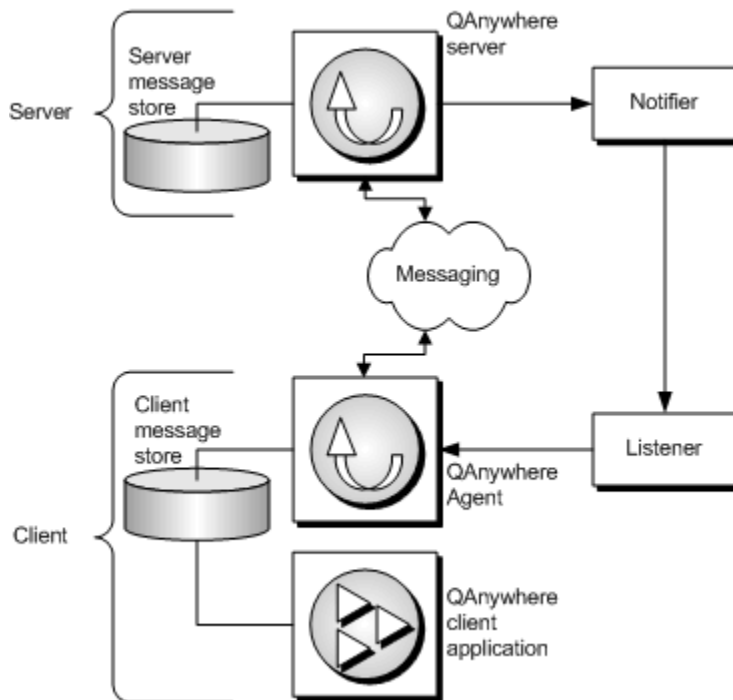 QAnywhere
server
Server
message
store
Server
Notifier
Messaging
Client
message
store
Listener
QAnywhere
Agent
Client
QAnywhere
client
application